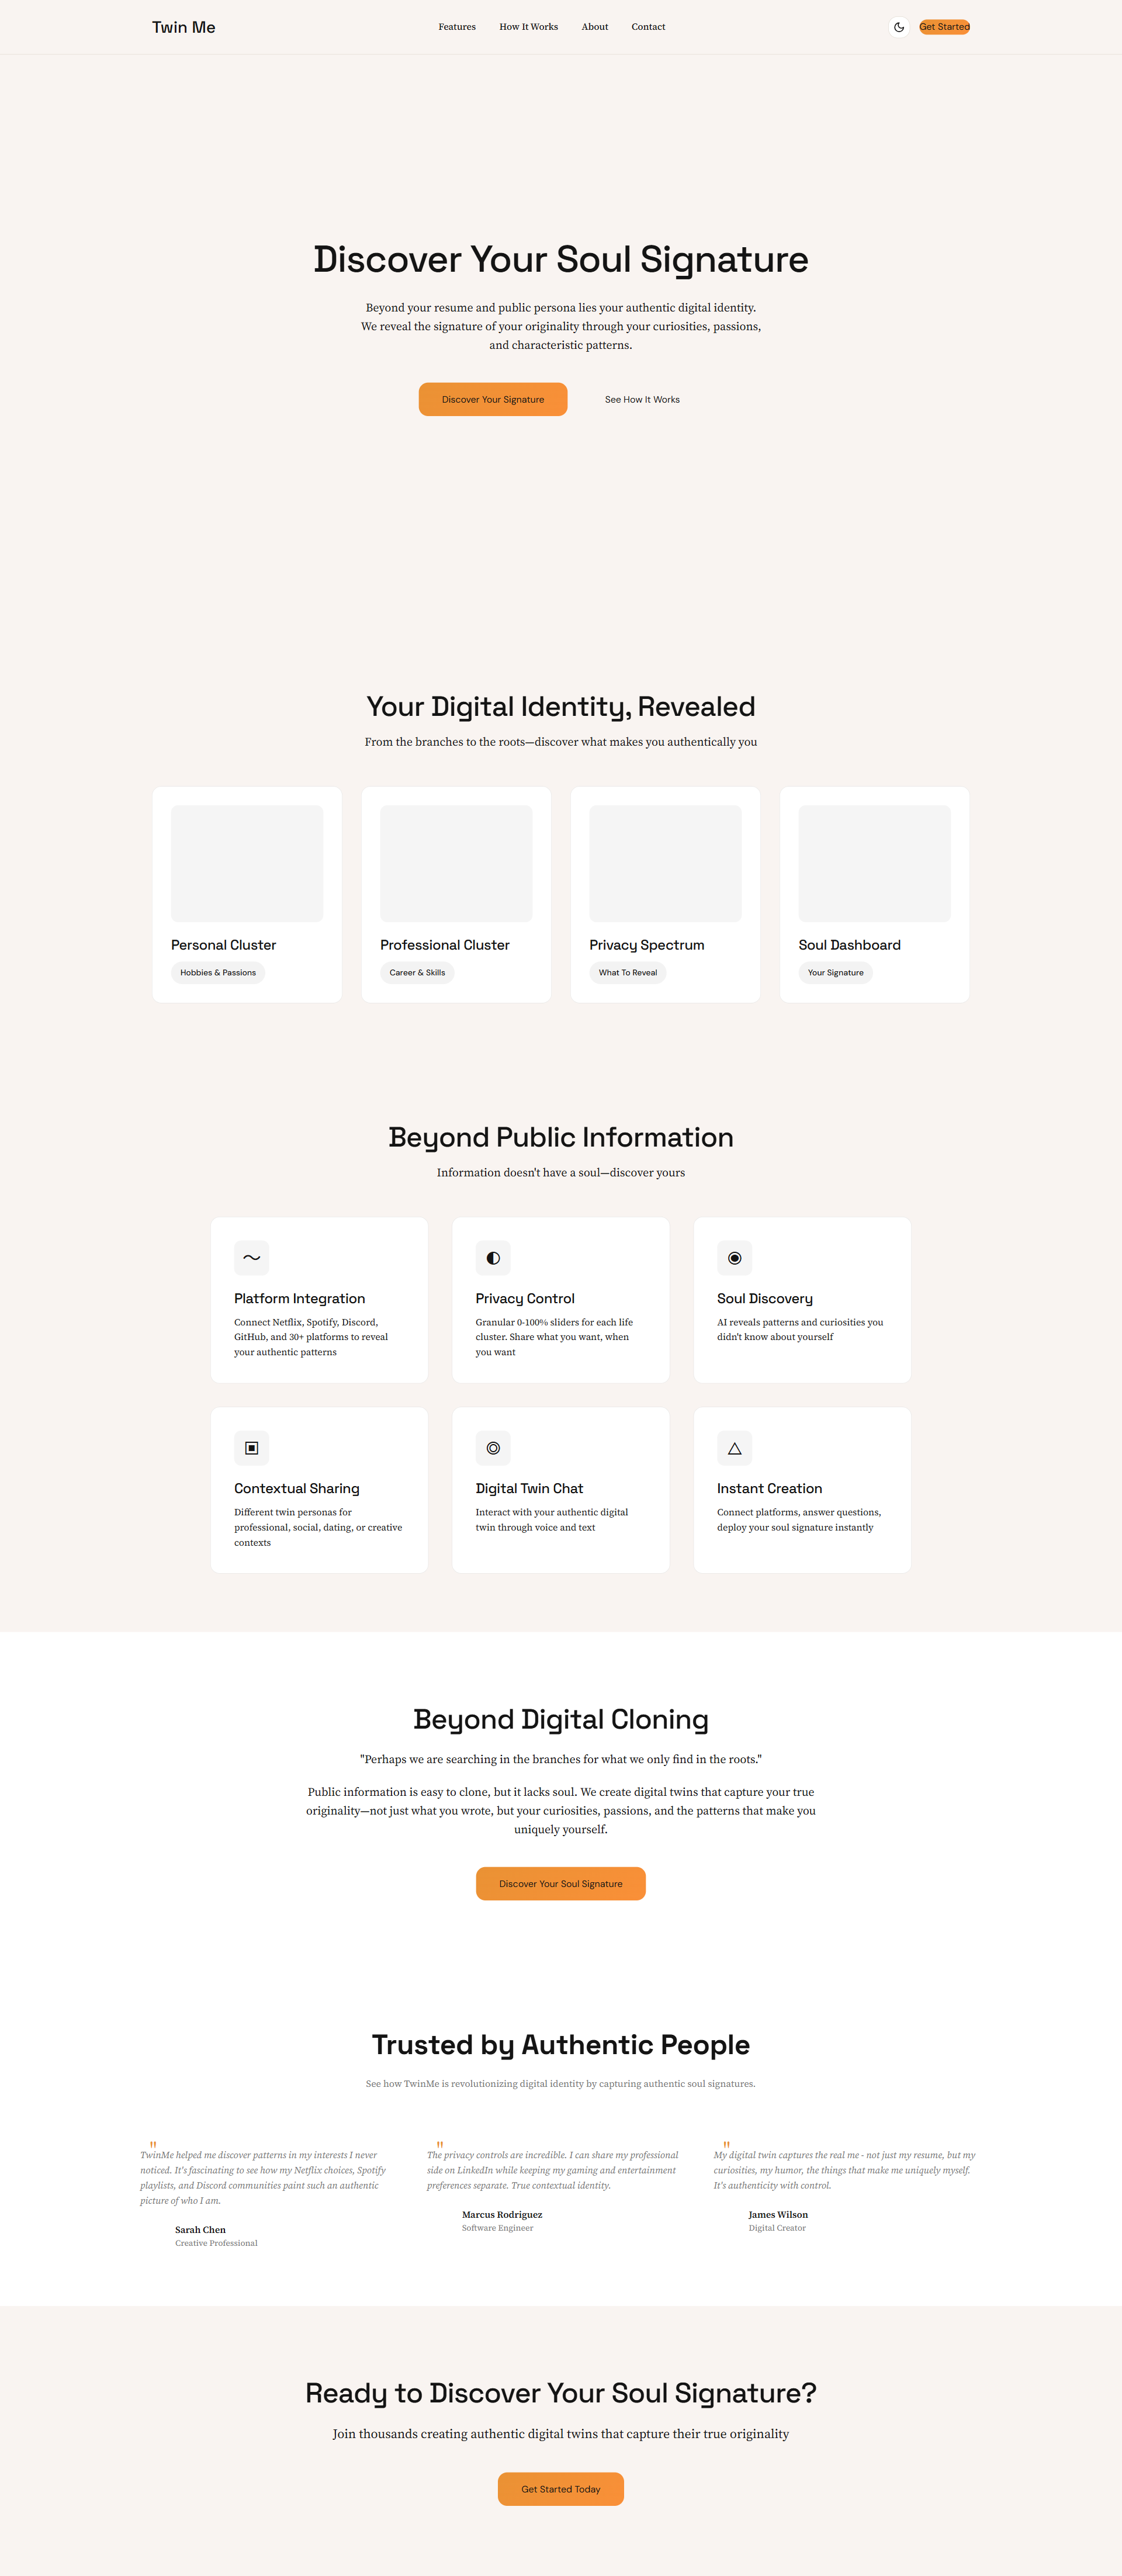 Twin Me
Features
How It Works
About
Contact
Get Started
Discover Your Soul Signature
Beyond your resume and public persona lies your authentic digital identity.
We reveal the signature of your originality through your curiosities, passions,
and characteristic patterns.
Discover Your Signature
See How It Works
Your Digital Identity, Revealed
From the branches to the roots—discover what makes you authentically you
Personal Cluster
Hobbies & Passions
Professional Cluster
Career & Skills
Privacy Spectrum
What To Reveal
Soul Dashboard
Your Signature
Beyond Public Information
Information doesn't have a soul—discover yours
Platform Integration
Connect Netflix, Spotify, Discord,
GitHub, and 30+ platforms to reveal
your authentic patterns
Privacy Control
Granular 0-100% sliders for each life
cluster. Share what you want, when
you want
Soul Discovery
AI reveals patterns and curiosities you
didn't know about yourself
Contextual Sharing
Different twin personas for
professional, social, dating, or creative
contexts
Digital Twin Chat
Interact with your authentic digital
twin through voice and text
Instant Creation
Connect platforms, answer questions,
deploy your soul signature instantly
Beyond Digital Cloning
"Perhaps we are searching in the branches for what we only find in the roots."
Public information is easy to clone, but it lacks soul. We create digital twins that capture your true
originality—not just what you wrote, but your curiosities, passions, and the patterns that make you
uniquely yourself.
Discover Your Soul Signature
Trusted by Authentic People
See how TwinMe is revolutionizing digital identity by capturing authentic soul signatures.
"
TwinMe helped me discover patterns in my interests I never
noticed. It's fascinating to see how my Netflix choices, Spotify
playlists, and Discord communities paint such an authentic
picture of who I am.
Sarah Chen
Creative Professional
"
The privacy controls are incredible. I can share my professional
side on LinkedIn while keeping my gaming and entertainment
preferences separate. True contextual identity.
Marcus Rodriguez
Software Engineer
"
My digital twin captures the real me - not just my resume, but my
curiosities, my humor, the things that make me uniquely myself.
It's authenticity with control.
James Wilson
Digital Creator
Ready to Discover Your Soul Signature?
Join thousands creating authentic digital twins that capture their true originality
Get Started Today